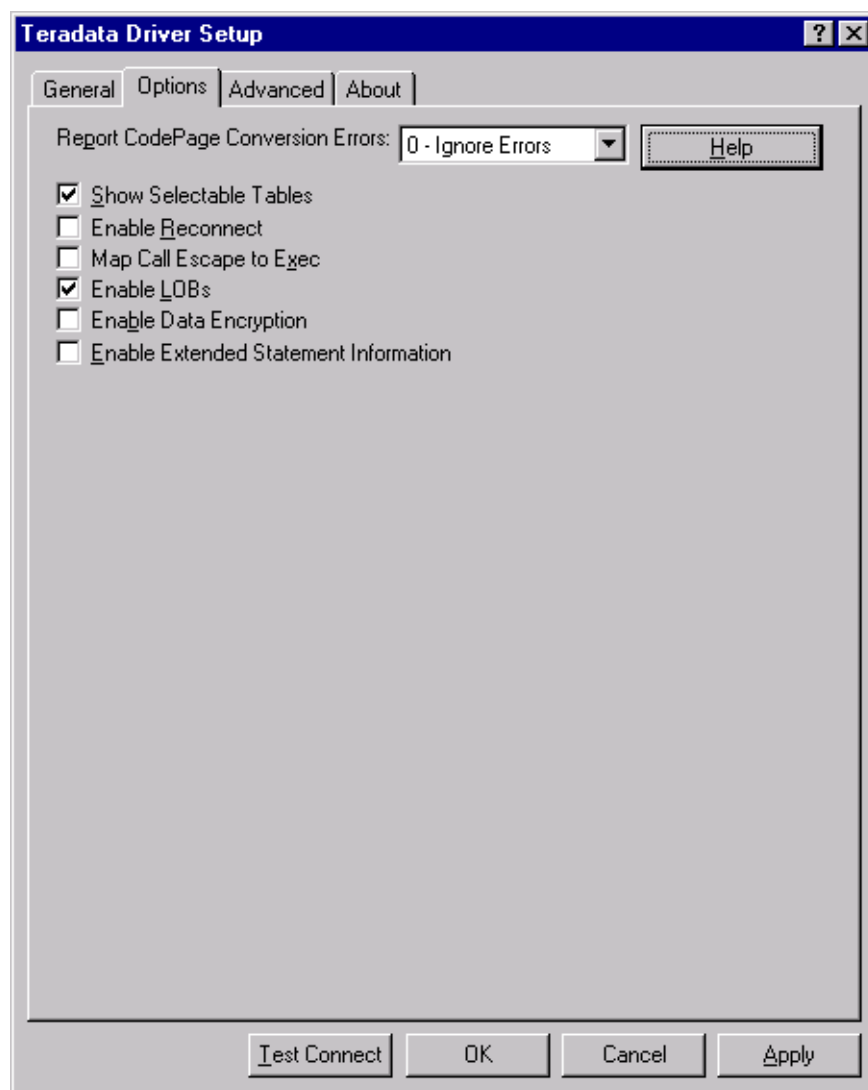 Teradata Driver Setup
General Options Advanced About
Report CodePage Conversion Errors: 0 - Ignore Errors Help
Show Selectable Tables
Enable Reconnect
Map Call Escape to Exec
Enable LOBs
Enable Data Encryption
Enable Extended Statement Information
Test Connect OK Cancel Apply